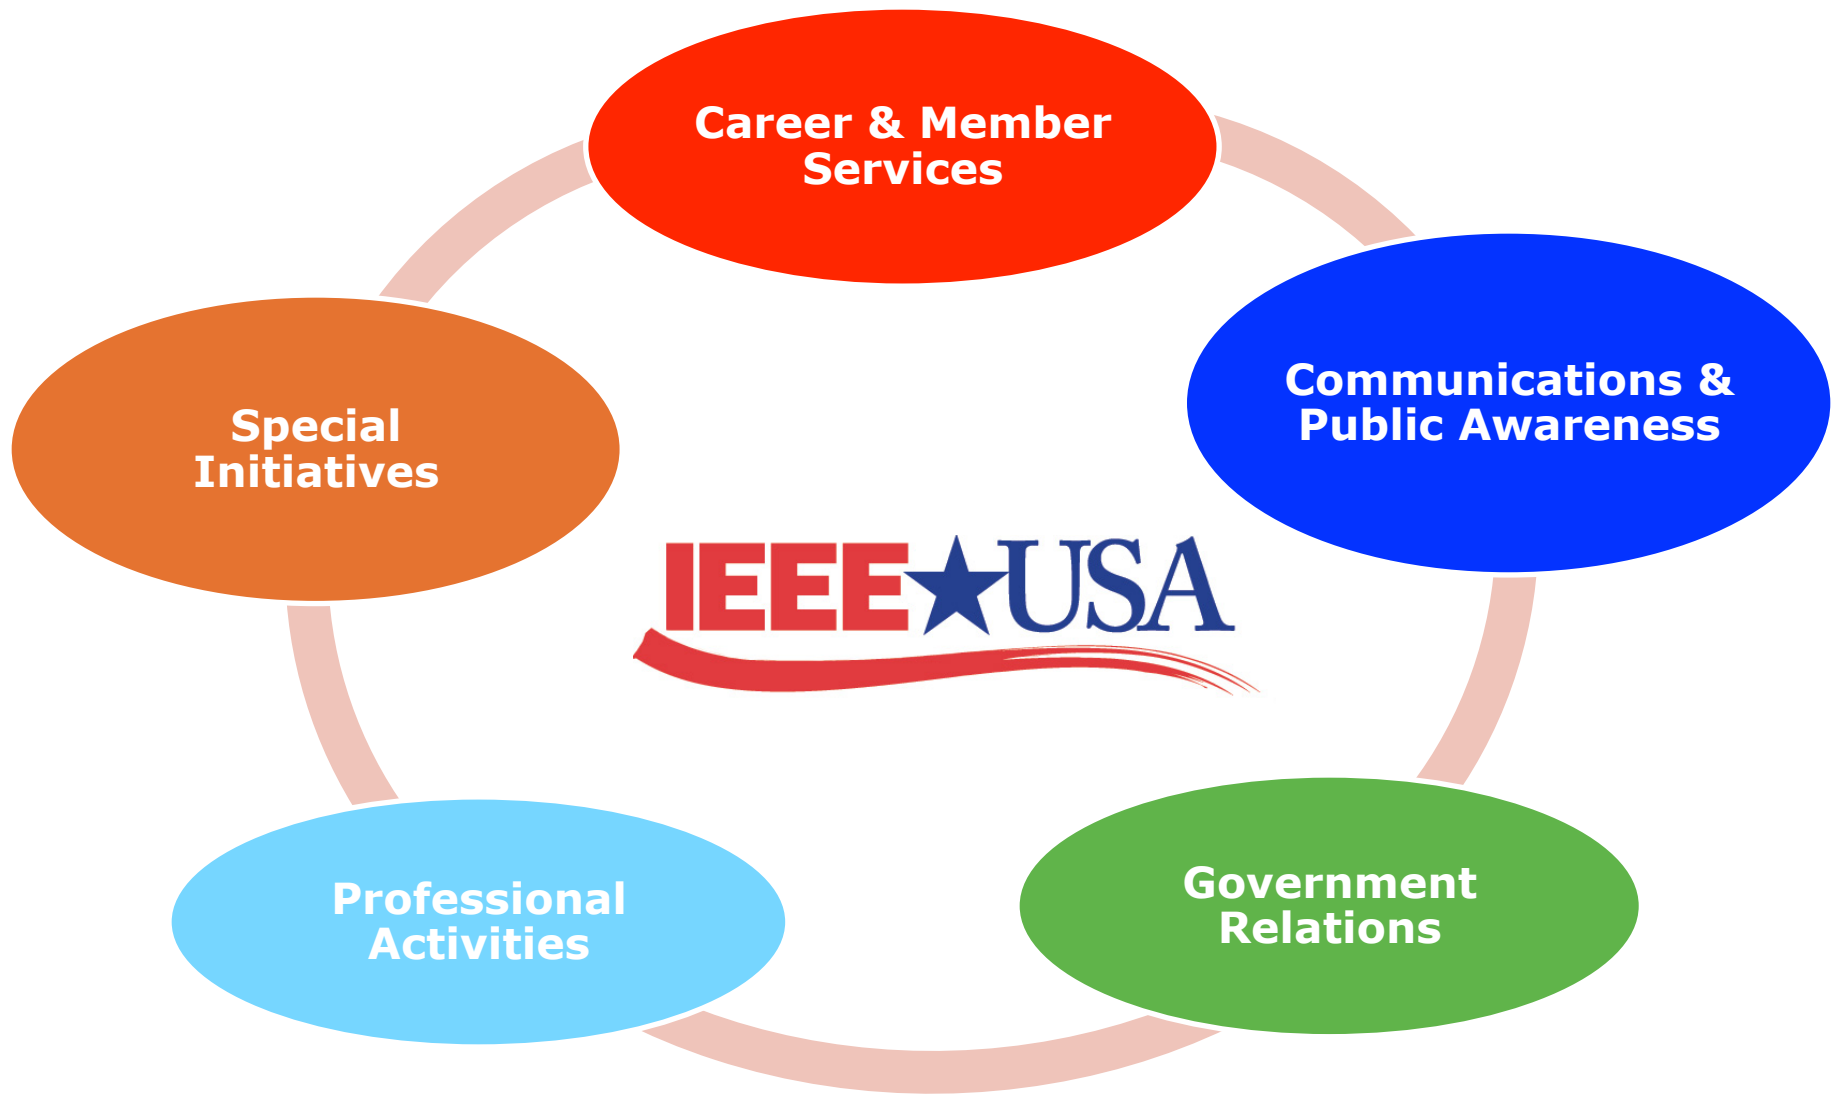 Career & Member
Services
Communications &
Public Awareness
Special
Initiatives
IEEE USA
Government
Relations
Professional
Activities